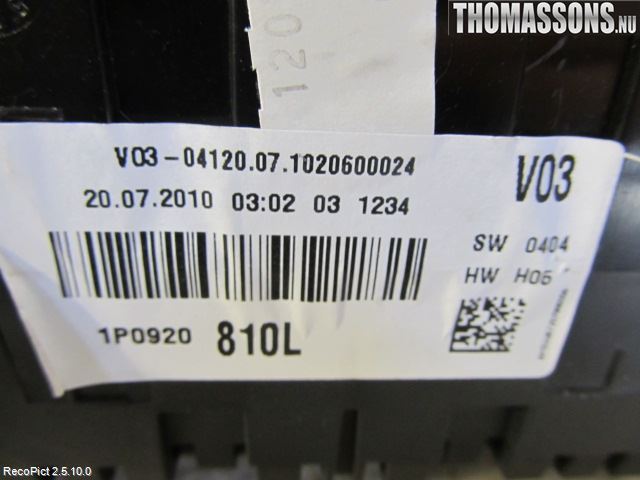 THOMASSONS.NU
120
V03-04120.07.1020600024
20.07.2010 03:02 03 1234
V03
SW 0404
HW H06
1P0920 810L
RecoPict 2.5.10.0